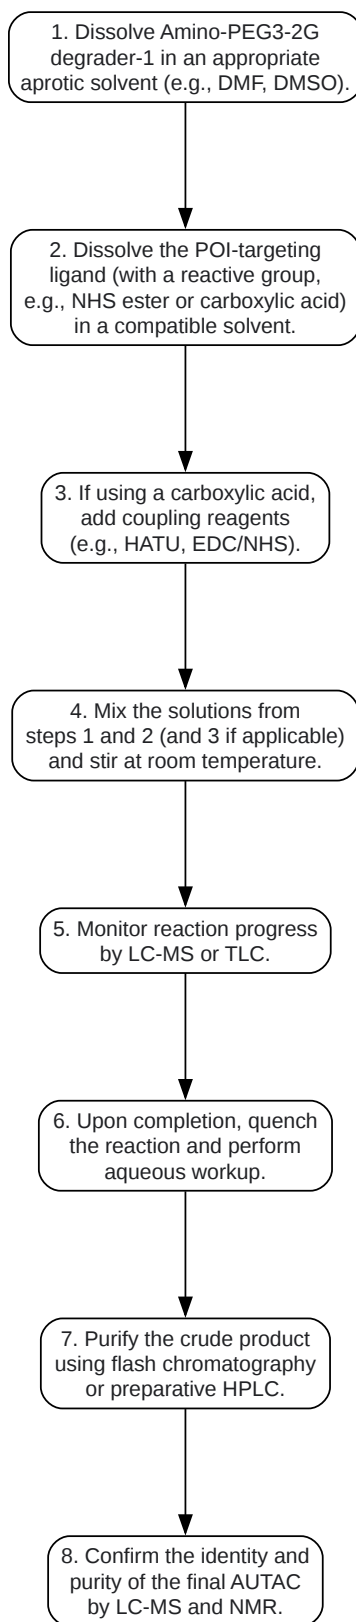 1. Dissolve Amino-PEG3-2G
degrader-1 in an appropriate
aprotic solvent (e.g., DMF, DMSO).
2. Dissolve the POI-targeting
ligand (with a reactive group,
e.g., NHS ester or carboxylic acid)
in a compatible solvent.
3. If using a carboxylic acid,
add coupling reagents
(e.g., HATU, EDC/NHS).
4. Mix the solutions from
steps 1 and 2 (and 3 if applicable)
and stir at room temperature.
5. Monitor reaction progress
by LC-MS or TLC.
6. Upon completion, quench
the reaction and perform
aqueous workup.
7. Purify the crude product
using flash chromatography
or preparative HPLC.
8. Confirm the identity and
purity of the final AUTAC
by LC-MS and NMR.